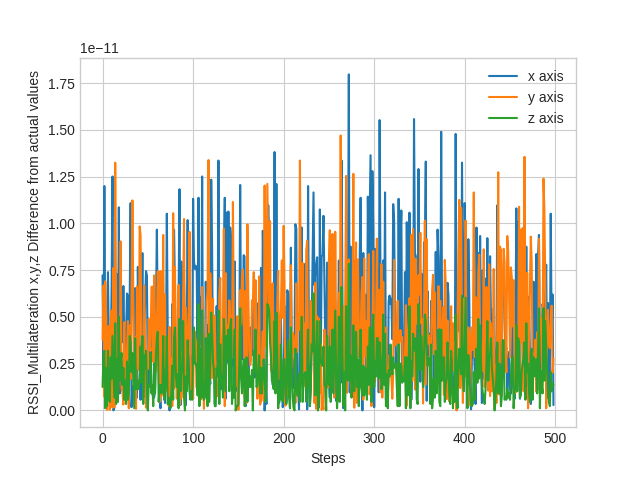 1e−11
1.75
1.50
1.25
1.00
0.75
0.50
0.25
0.00
RSSI_Multilateration x,y,z Difference from actual values
x axis
y axis
z axis
0
100
200
300
400
500
Steps